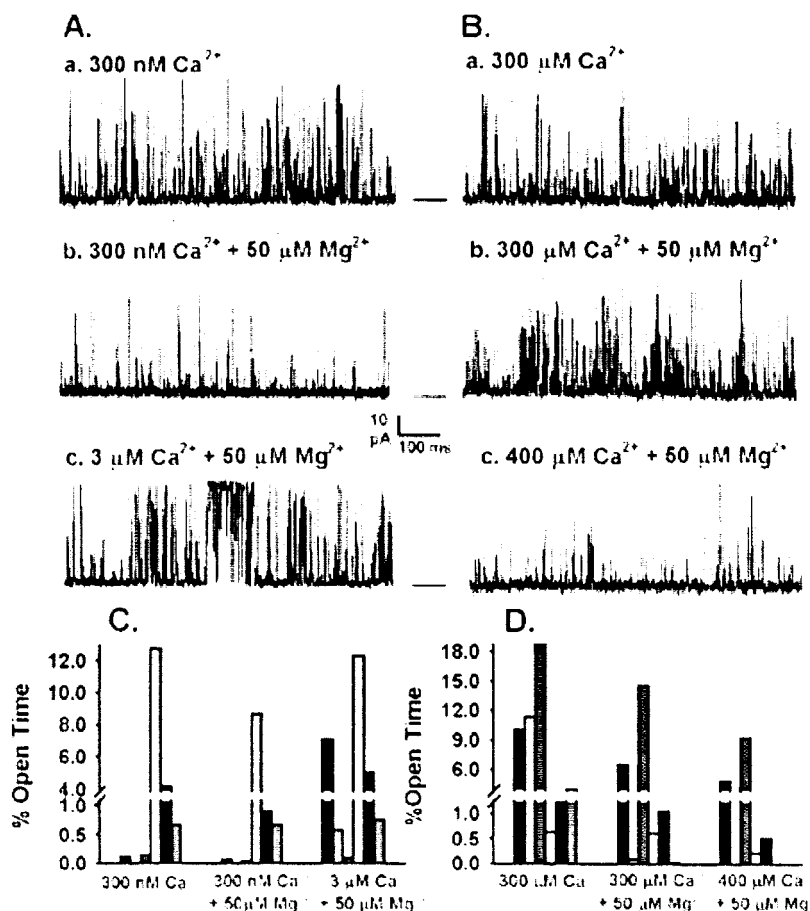 A.
a. 300 nM Ca²⁺
b. 300 nM Ca²⁺ + 50 µM Mg²⁺
c. 3 µM Ca²⁺ + 50 µM Mg²⁺
B.
a. 300 µM Ca²⁺
b. 300 µM Ca²⁺ + 50 µM Mg²⁺
c. 400 µM Ca²⁺ + 50 µM Mg²⁺
10
pA
100 ms
C.
% Open Time
12.0
10.0
8.0
6.0
4.0
1.0
0.5
0.0
300 nM Ca
300 nM Ca
+ 50µM Mg
3 µM Ca
+ 50 µM Mg
D.
%Open Time
18.0
15.0
12.0
9.0
6.0
1.0
0.5
0.0
300 µM Ca
300 µM Ca
+ 50 µM Mg
400 µM Ca
+ 50 µM Mg